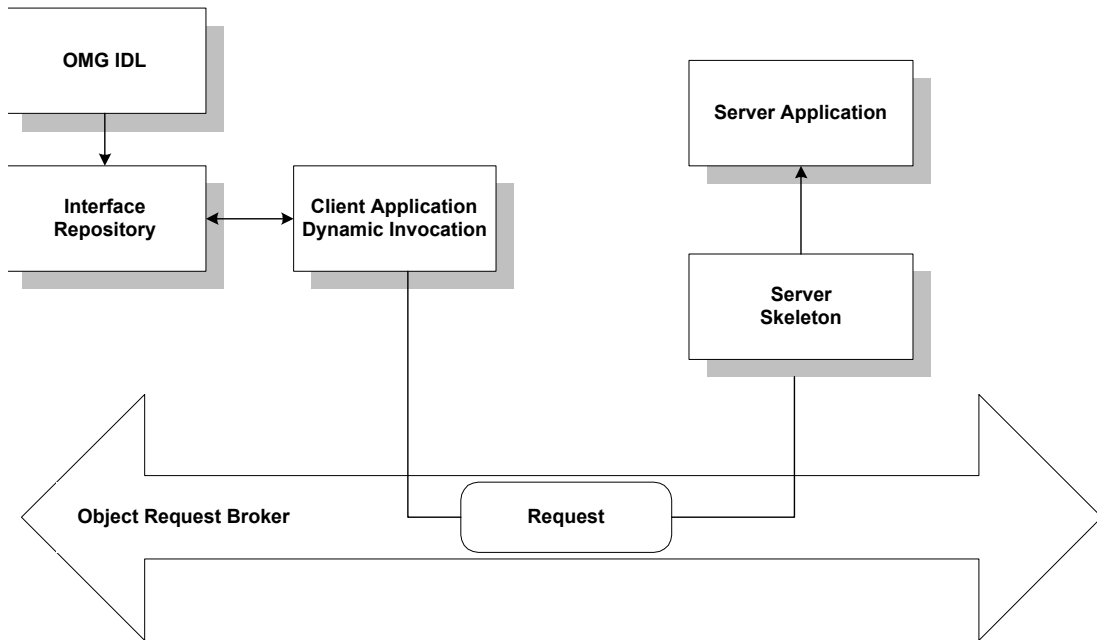 OMG IDL
Server Application
Interface
Repository
Client Application
Dynamic Invocation
Server
Skeleton
Object Request Broker
Request